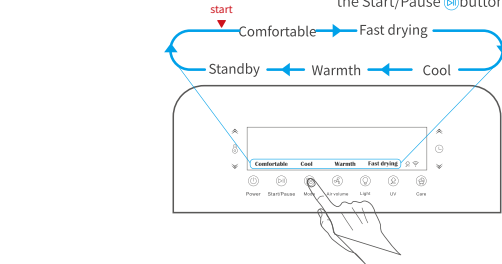 the Start/Pause button
start
Comfortable Fast drying
Standby Warmth Cool
Comfortable Cool Warmth Fast drying
Power Start/Pause Mode Air volume Light UV Care